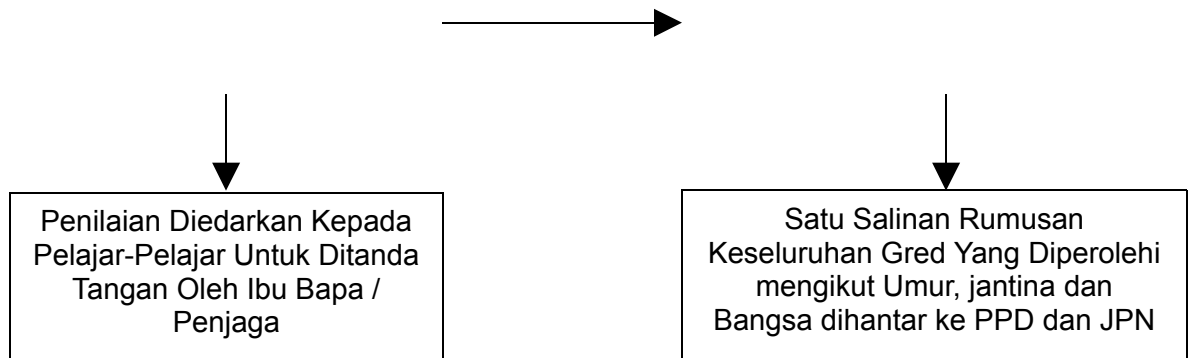 Penilaian Diedarkan Kepada
Pelajar-Pelajar Untuk Ditanda
Tangan Oleh Ibu Bapa /
Penjaga
Satu Salinan Rumusan
Keseluruhan Gred Yang Diperolehi
mengikut Umur, jantina dan
Bangsa dihantar ke PPD dan JPN